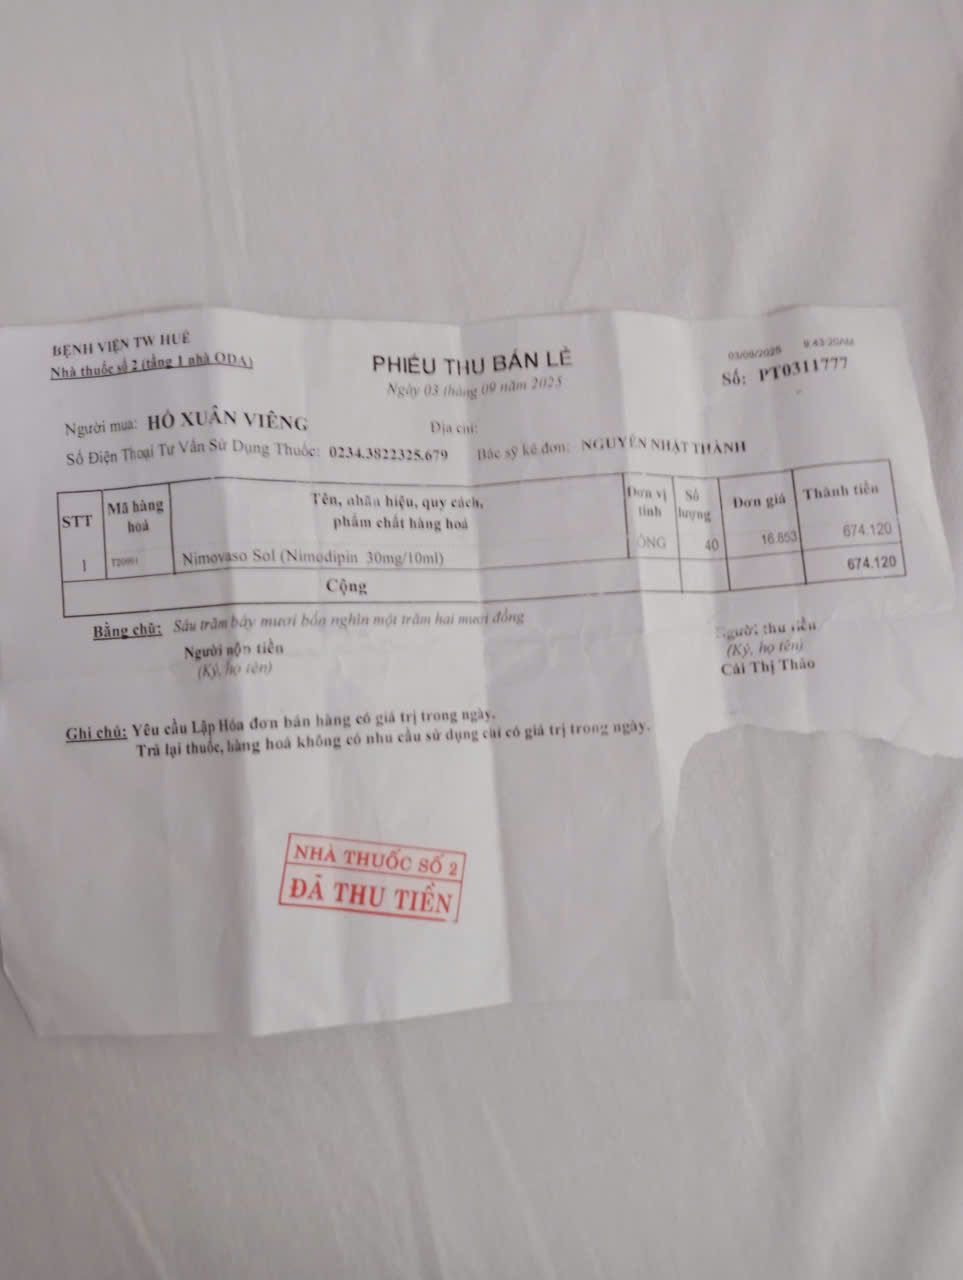 BỆNH VIỆN TW HUẾ
Nhà thuốc số 2 (tầng 1 nhà ODA)
PHIẾU THU BÁN LẺ
Ngày 03 tháng 09 năm 2025
03/09/2025 9:43:20AM
Số: PT0311777
Người mua: HỒ XUÂN VIÊNG
Địa chỉ:
Số Điện Thoại Tư Vấn Sử Dụng Thuốc: 0234.3822325.679 Bác sỹ kê đơn: NGUYỄN NHẬT THÀNH
STT Mã hàng hoá Tên, nhãn hiệu, quy cách, phẩm chất hàng hoá Đơn vị tính Số lượng Đơn giá Thành tiền
1 Nimovaso Sol (Nimodipin 30mg/10ml) ỐNG 40 16.853 674.120
Cộng 674.120
Bằng chữ: Sáu trăm bảy mươi bốn nghìn một trăm hai mươi đồng
Người nộp tiền
(Ký, họ tên)
Người thu tiền
(Ký, họ tên)
Cái Thị Thảo
Ghi chú: Yêu cầu Lập Hóa đơn bán hàng có giá trị trong ngày.
Trả lại thuốc, hàng hoá không có nhu cầu sử dụng chỉ có giá trị trong ngày.
NHÀ THUỐC SỐ 2
ĐÃ THU TIỀN